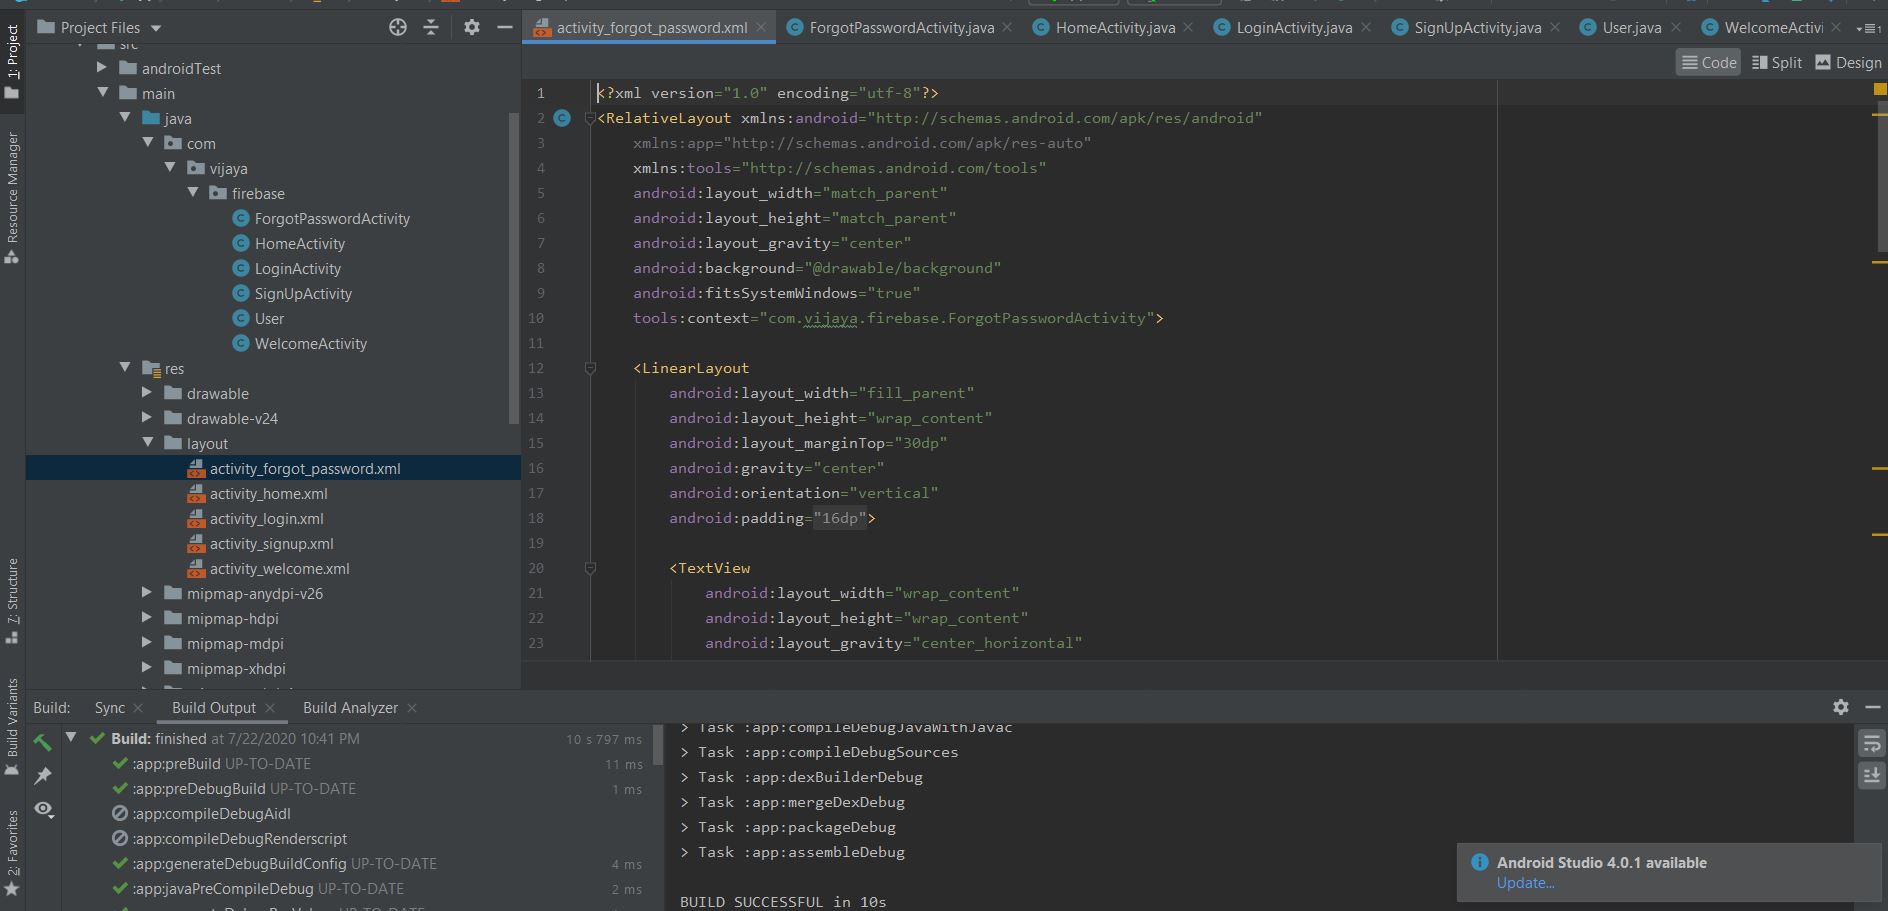 Project Files
activity_forgot_password.xml
ForgotPasswordActivity.java
HomeActivity.java
LoginActivity.java
SignUpActivity.java
User.java
WelcomeActivi
1
Code
Split
Design
1: Project
Resource Manager
7: Structure
Build Variants
2: Favorites
src
androidTest
main
java
com
vijaya
firebase
ForgotPasswordActivity
HomeActivity
LoginActivity
SignUpActivity
User
WelcomeActivity
res
drawable
drawable-v24
layout
activity_forgot_password.xml
activity_home.xml
activity_login.xml
activity_signup.xml
activity_welcome.xml
mipmap-anydpi-v26
mipmap-hdpi
mipmap-mdpi
mipmap-xhdpi
1 <?xml version="1.0" encoding="utf-8"?>
2 <RelativeLayout xmlns:android="http://schemas.android.com/apk/res/android"
3 xmlns:app="http://schemas.android.com/apk/res-auto"
4 xmlns:tools="http://schemas.android.com/tools"
5 android:layout_width="match_parent"
6 android:layout_height="match_parent"
7 android:layout_gravity="center"
8 android:background="@drawable/background"
9 android:fitsSystemWindows="true"
10 tools:context="com.vijaya.firebase.ForgotPasswordActivity">
11
12 <LinearLayout
13 android:layout_width="fill_parent"
14 android:layout_height="wrap_content"
15 android:layout_marginTop="30dp"
16 android:gravity="center"
17 android:orientation="vertical"
18 android:padding="16dp">
19
20 <TextView
21 android:layout_width="wrap_content"
22 android:layout_height="wrap_content"
23 android:layout_gravity="center_horizontal"
Build: Sync Build Output Build Analyzer
Build: finished at 7/22/2020 10:41 PM 10 s 797 ms
:app:preBuild UP-TO-DATE 11 ms
:app:preDebugBuild UP-TO-DATE 1 ms
:app:compileDebugAidl
:app:compileDebugRenderscript
:app:generateDebugBuildConfig UP-TO-DATE 4 ms
:app:javaPreCompileDebug UP-TO-DATE 2 ms
> Task :app:compileDebugJavaWithJavac
> Task :app:compileDebugSources
> Task :app:dexBuilderDebug
> Task :app:mergeDexDebug
> Task :app:packageDebug
> Task :app:assembleDebug
BUILD SUCCESSFUL in 10s
Android Studio 4.0.1 available
Update...